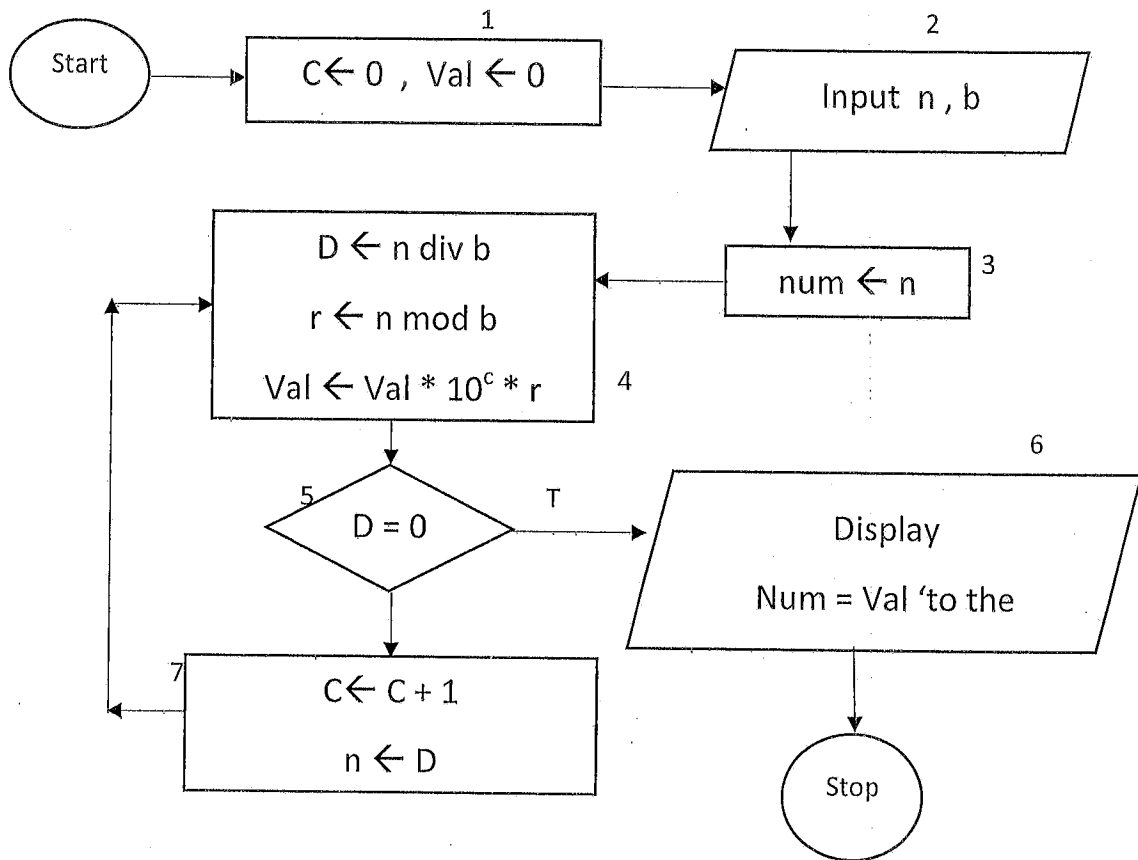 Start
1
C← 0 , Val ← 0
2
Input n , b
3
num ← n
D ← n div b
r ← n mod b
Val ← Val * 10ᶜ * r
4
5
D = 0
T
6
Display
Num = Val ‘to the
7
C← C + 1
n ← D
Stop